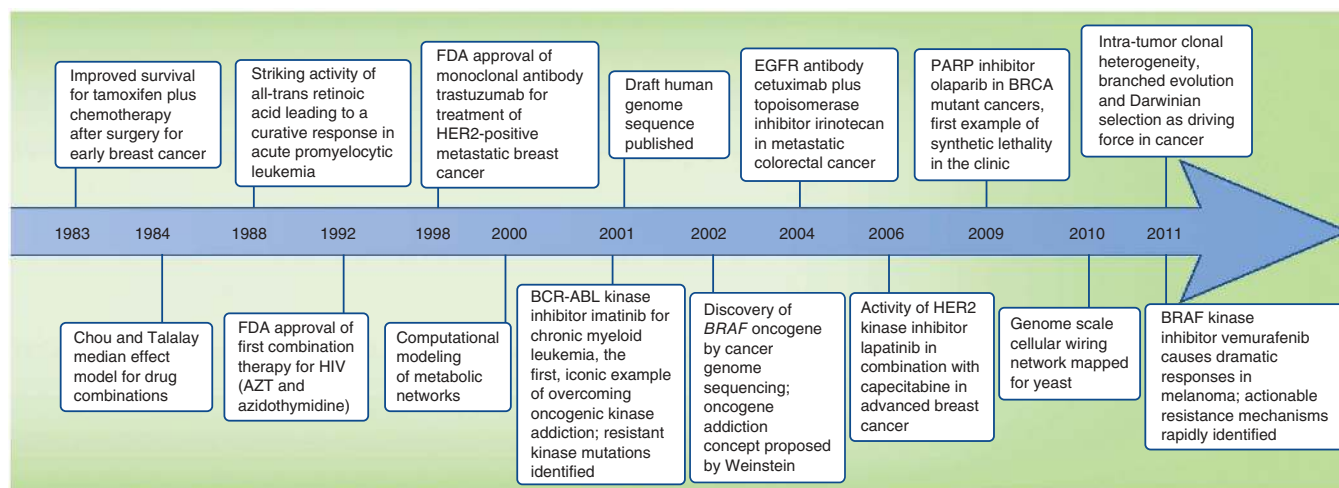 Improved survival
for tamoxifen plus
chemotherapy
after surgery for
early breast cancer
Striking activity of
all-trans retinoic
acid leading to a
curative response in
acute promyelocytic
leukemia
FDA approval of
monoclonal antibody
trastuzumab for
treatment of
HER2-positive
metastatic breast
cancer
Draft human
genome
sequence
published
EGFR antibody
cetuximab plus
topoisomerase
inhibitor irinotecan
in metastatic
colorectal cancer
PARP inhibitor
olaparib in BRCA
mutant cancers,
first example of
synthetic lethality
in the clinic
Intra-tumor clonal
heterogeneity,
branched evolution
and Darwinian
selection as driving
force in cancer
1983 1984 1988 1992 1998 2000 2001 2002 2004 2006 2009 2010 2011
Chou and Talalay
median effect
model for drug
combinations
FDA approval of
first combination
therapy for HIV
(AZT and
azidothymidine)
Computational
modeling
of metabolic
networks
BCR-ABL kinase
inhibitor imatinib for
chronic myeloid
leukemia, the
first, iconic example
of overcoming
oncogenic kinase
addiction; resistant
kinase mutations
identified
Discovery of
BRAF oncogene
by cancer
genome
sequencing;
oncogene
addiction
concept proposed
by Weinstein
Activity of HER2
kinase inhibitor
lapatinib in
combination with
capecitabine in
advanced breast
cancer
Genome scale
cellular wiring
network mapped
for yeast
BRAF kinase
inhibitor vemurafenib
causes dramatic
responses in
melanoma; actionable
resistance mechanisms
rapidly identified